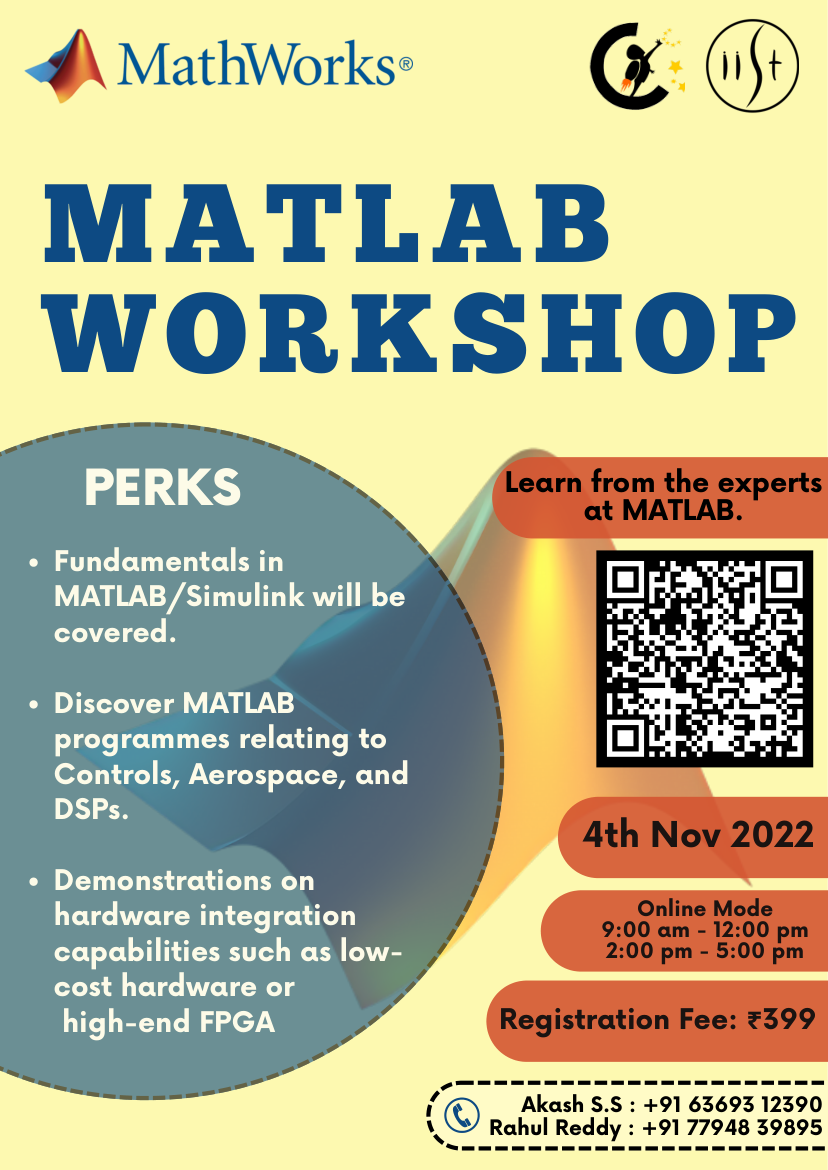 MathWorks®
iist
MATLAB
WORKSHOP
PERKS
• Fundamentals in
MATLAB/Simulink will be
covered.
• Discover MATLAB
programmes relating to
Controls, Aerospace, and
DSPs.
• Demonstrations on
hardware integration
capabilities such as low-
cost hardware or
high-end FPGA
Learn from the experts
at MATLAB.
4th Nov 2022
Online Mode
9:00 am - 12:00 pm
2:00 pm - 5:00 pm
Registration Fee: ₹399
Akash S.S : +91 63693 12390
Rahul Reddy : +91 77948 39895